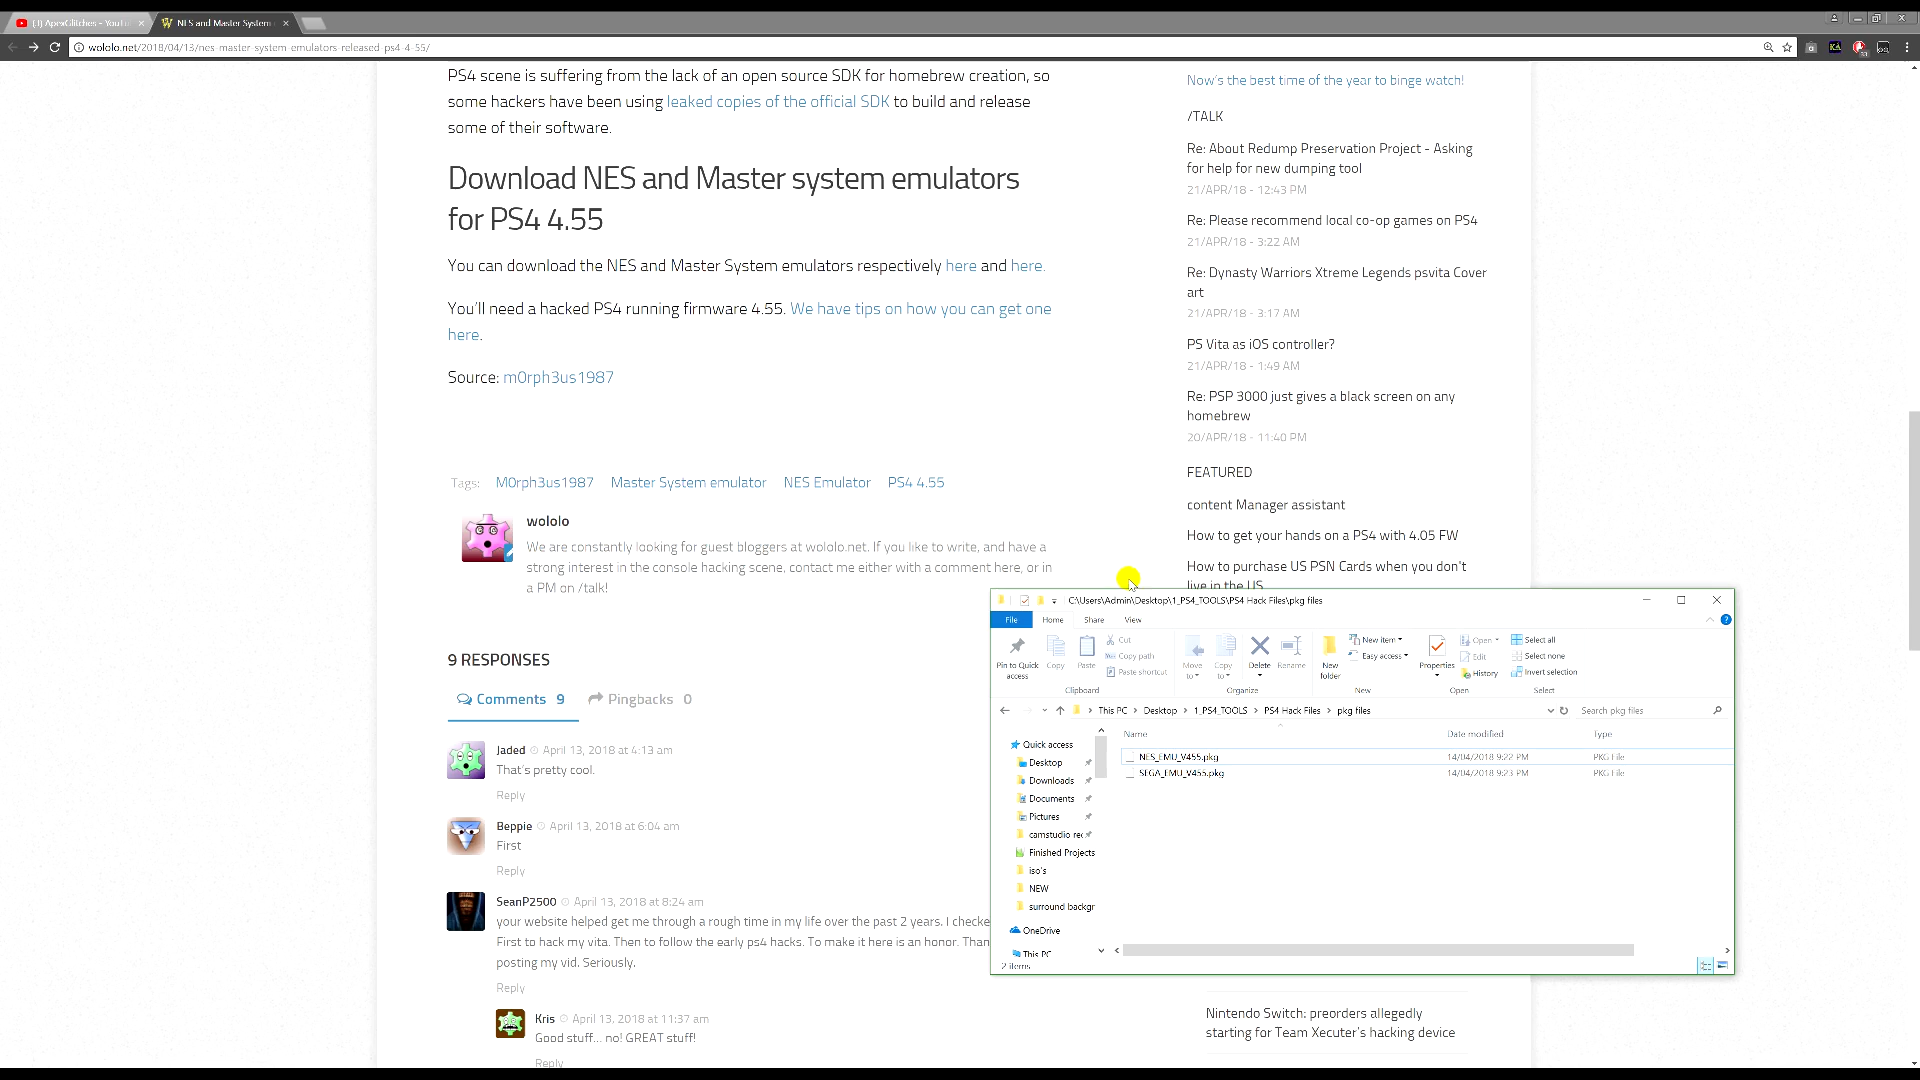 (1) ApexGlitches - YouTu
NES and Master System
wololo.net/2018/04/13/nes-master-system-emulators-released-ps4-4-55/
PS4 scene is suffering from the lack of an open source SDK for homebrew creation, so
some hackers have been using leaked copies of the official SDK to build and release
some of their software.
Download NES and Master system emulators
for PS4 4.55
You can download the NES and Master System emulators respectively here and here.
You'll need a hacked PS4 running firmware 4.55. We have tips on how you can get one
here.
Source: m0rph3us1987
Tags: M0rph3us1987 Master System emulator NES Emulator PS4 4.55
wololo
We are constantly looking for guest bloggers at wololo.net. If you like to write, and have a
strong interest in the console hacking scene, contact me either with a comment here, or in
a PM on /talk!
9 RESPONSES
Comments 9 Pingbacks 0
Jaded April 13, 2018 at 4:13 am
That's pretty cool.
Reply
Beppie April 13, 2018 at 6:04 am
First
Reply
SeanP2500 April 13, 2018 at 8:24 am
your website helped get me through a rough time in my life over the past 2 years. I checke
First to hack my vita. Then to follow the early ps4 hacks. To make it here is an honor. Than
posting my vid. Seriously.
Reply
Kris April 13, 2018 at 11:37 am
Good stuff... no! GREAT stuff!
Reply
Now's the best time of the year to binge watch!
/TALK
Re: About Redump Preservation Project - Asking
for help for new dumping tool
21/APR/18 - 12:43 PM
Re: Please recommend local co-op games on PS4
21/APR/18 - 3:22 AM
Re: Dynasty Warriors Xtreme Legends psvita Cover
art
21/APR/18 - 3:17 AM
PS Vita as iOS controller?
21/APR/18 - 1:49 AM
Re: PSP 3000 just gives a black screen on any
homebrew
20/APR/18 - 11:40 PM
FEATURED
content Manager assistant
How to get your hands on a PS4 with 4.05 FW
How to purchase US PSN Cards when you don't
live in the US
C:\Users\Admin\Desktop\1_PS4_TOOLS\PS4 Hack Files\pkg files
File Home Share View
Pin to Quick access
Copy
Paste
Cut
Copy path
Paste shortcut
Move to
Copy to
Delete
Rename
New folder
New item
Easy access
Properties
Open
Edit
History
Select all
Select none
Invert selection
Clipboard Organize New Open Select
This PC Desktop 1_PS4_TOOLS PS4 Hack Files pkg files
Search pkg files
Name Date modified Type
NES_EMU_V455.pkg 14/04/2018 9:22 PM PKG File
SEGA_EMU_V455.pkg 14/04/2018 9:23 PM PKG File
Quick access
Desktop
Downloads
Documents
Pictures
camstudio rec
Finished Projects
iso's
NEW
surround backgr
OneDrive
This PC
2 items
Nintendo Switch: preorders allegedly
starting for Team Xecuter's hacking device